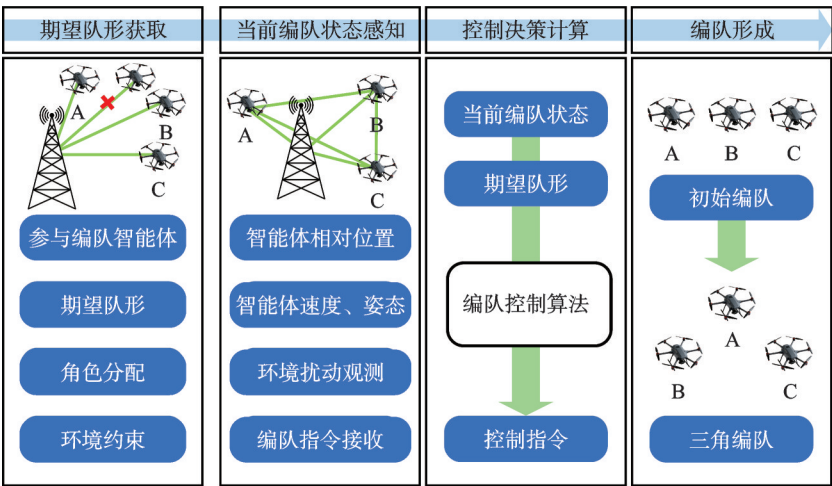 期望队形获取
当前编队状态感知
控制决策计算
编队形成
A
B
C
参与编队智能体
期望队形
角色分配
环境约束
A
B
C
智能体相对位置
智能体速度、姿态
环境扰动观测
编队指令接收
当前编队状态
期望队形
编队控制算法
控制指令
A B C
初始编队
A
B C
三角编队